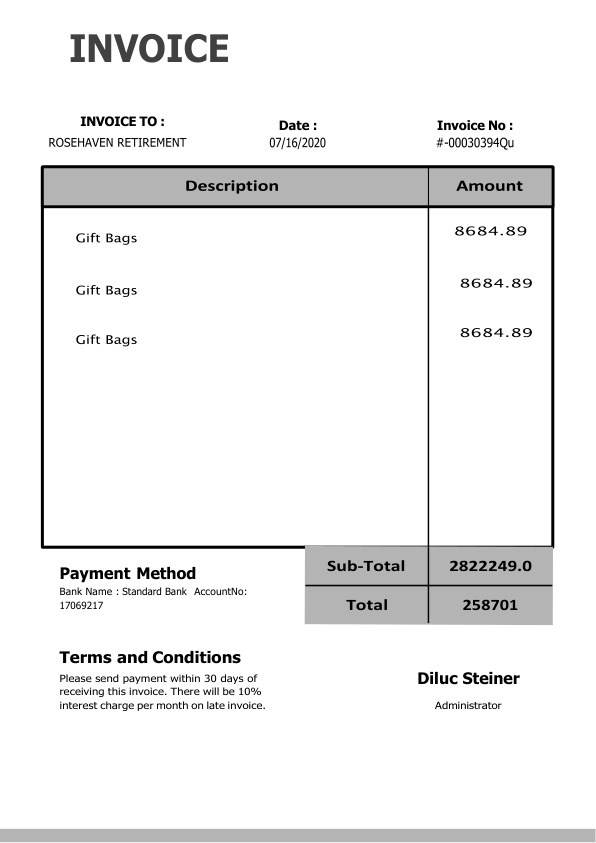 INVOICE
INVOICE TO :
ROSEHAVEN RETIREMENT
Date :
07/16/2020
Invoice No :
#-00030394Qu
Description Amount
Gift Bags 8684.89
Gift Bags 8684.89
Gift Bags 8684.89
Sub-Total 2822249.0
Total 258701
Payment Method
Bank Name : Standard Bank AccountNo:
17069217
Terms and Conditions
Please send payment within 30 days of
receiving this invoice. There will be 10%
interest charge per month on late invoice.
Diluc Steiner
Administrator